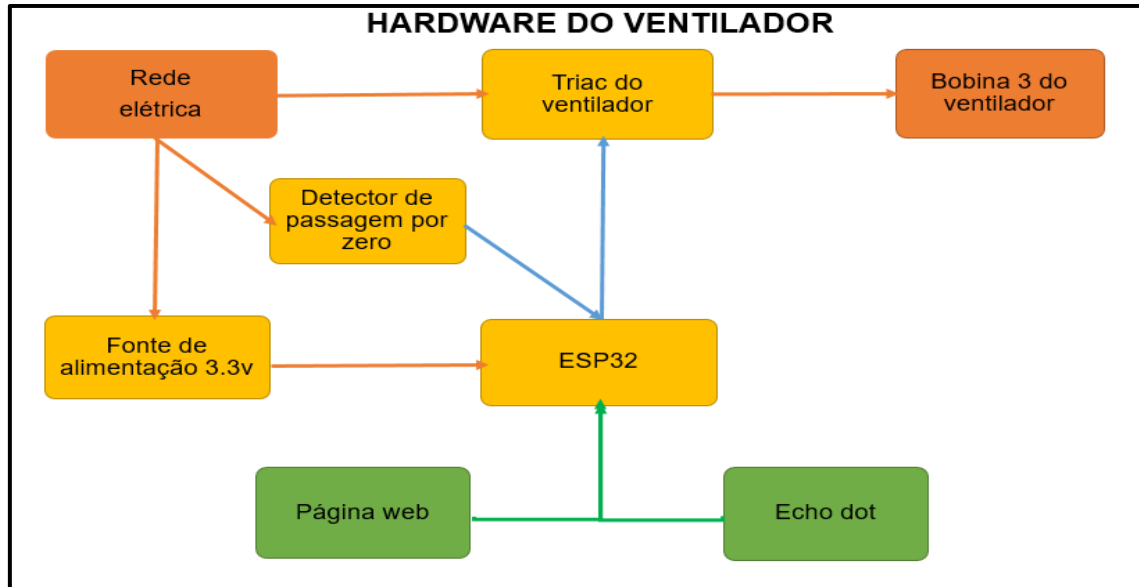 HARDWARE DO VENTILADOR
Rede
elétrica
Triac do
ventilador
Bobina 3 do
ventilador
Detector de
passagem por
zero
Fonte de
alimentação 3.3v
ESP32
Página web
Echo dot